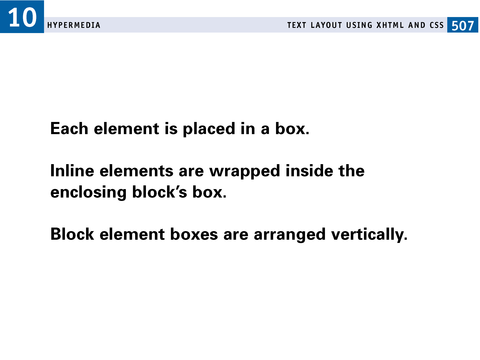 10
HYPERMEDIA
TEXT LAYOUT USING XHTML AND CSS 507
Each element is placed in a box.
Inline elements are wrapped inside the
enclosing block’s box.
Block element boxes are arranged vertically.